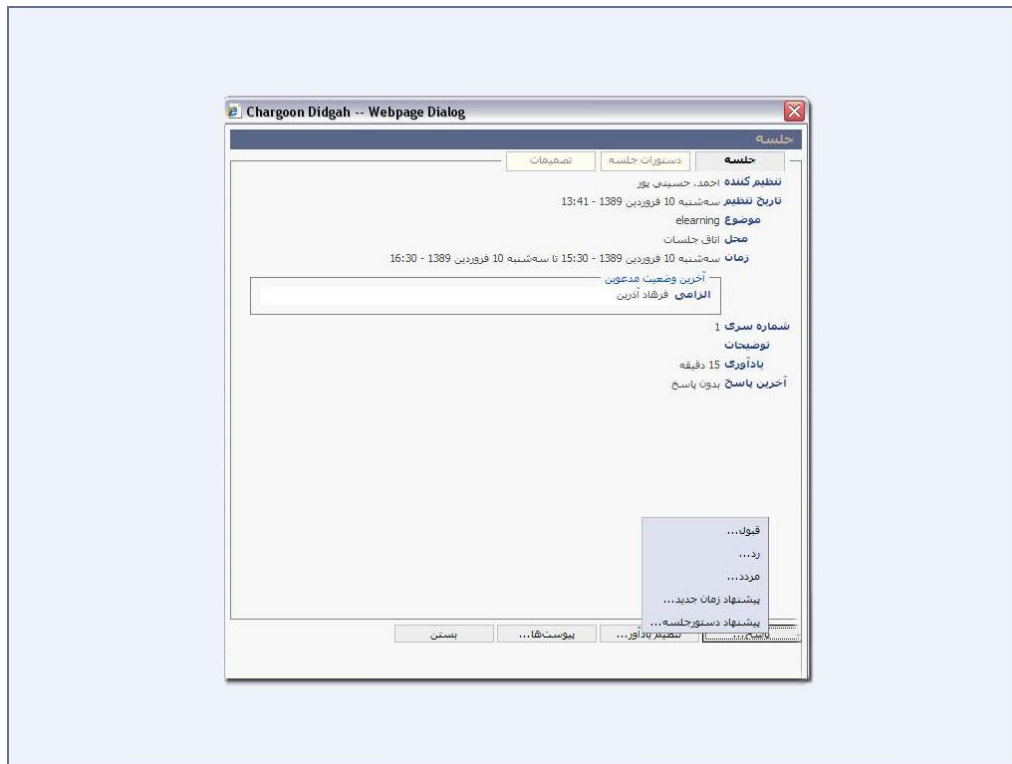 Chargoon Didgah -- Webpage Dialog
جلسه
جلسه دستورات جلسه تصمیمات
تنظیم کننده احمد، حسینی پور
تاریخ تنظیم سه‌شنبه 10 فروردین 1389 - 13:41
موضوع elearning
محل اتاق جلسات
زمان سه‌شنبه 10 فروردین 1389 - 15:30 تا سه‌شنبه 10 فروردین 1389 - 16:30
آخرین وضعیت مدعوین
الزامی فرهاد آذرین
شماره سری 1
توضیحات
یادآوری 15 دقیقه
آخرین پاسخ بدون پاسخ
قبول...
رد...
مردد...
پیشنهاد زمان جدید...
پیشنهاد دستورجلسه...
پاسخ... تنظیم یادآور... پیوست‌ها... بستن